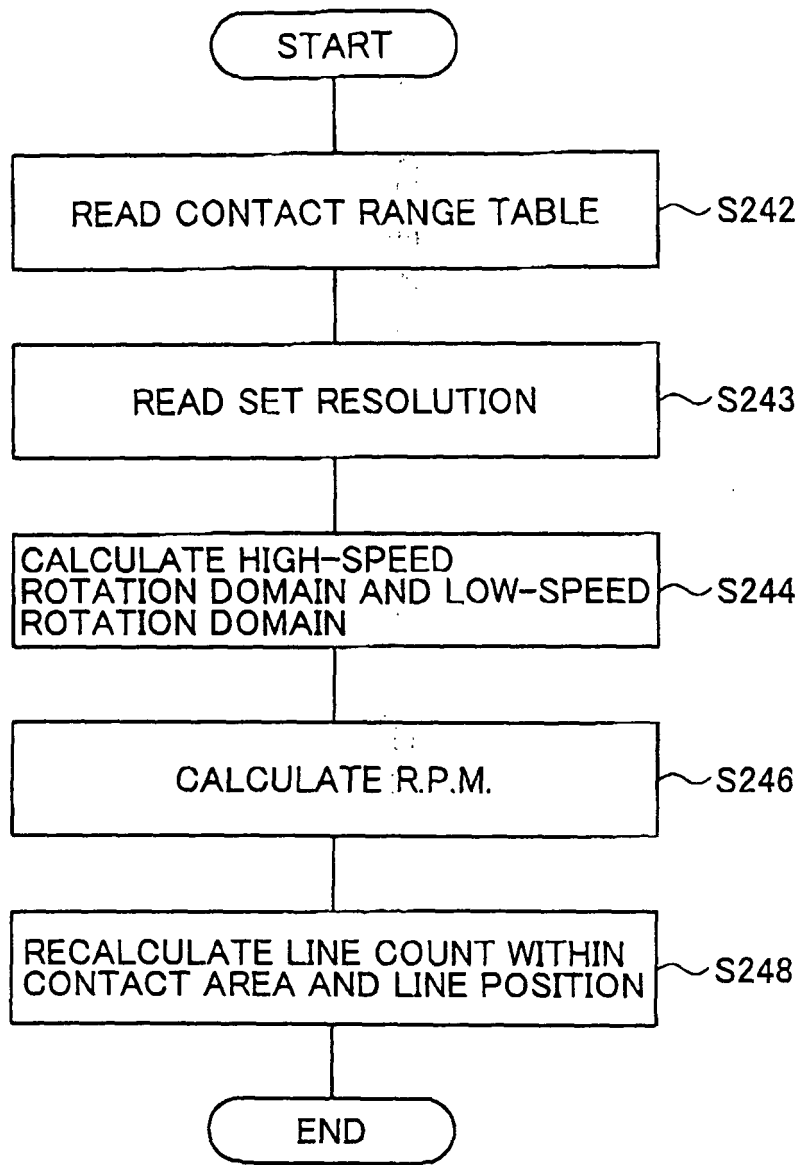 START
READ CONTACT RANGE TABLE
S242
READ SET RESOLUTION
S243
CALCULATE HIGH-SPEED
ROTATION DOMAIN AND LOW-SPEED
ROTATION DOMAIN
S244
CALCULATE R.P.M.
S246
RECALCULATE LINE COUNT WITHIN
CONTACT AREA AND LINE POSITION
S248
END